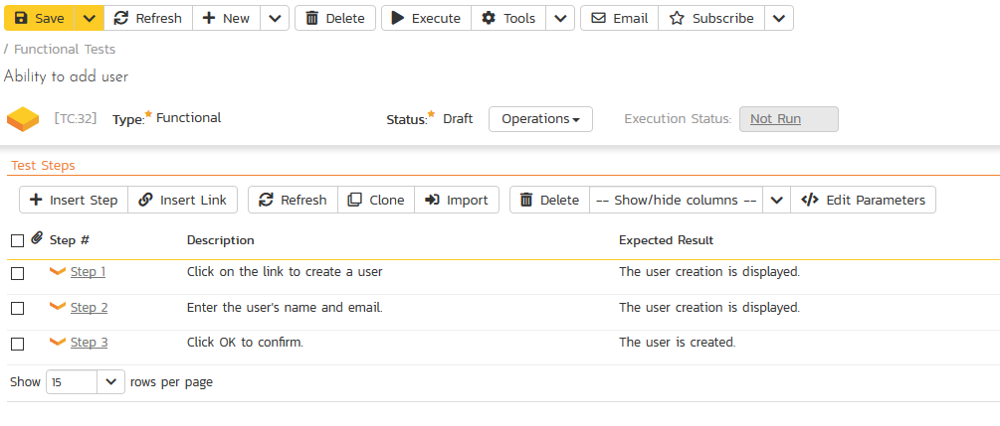 Save Refresh New Delete Execute Tools Email Subscribe
/ Functional Tests
Ability to add user
[TC:32] Type:* Functional Status:* Draft Operations Execution Status: Not Run
Test Steps
Insert Step Insert Link Refresh Clone Import Delete -- Show/hide columns -- Edit Parameters
Step # Description Expected Result
Step 1 Click on the link to create a user The user creation is displayed.
Step 2 Enter the user's name and email. The user creation is displayed.
Step 3 Click OK to confirm. The user is created.
Show 15 rows per page